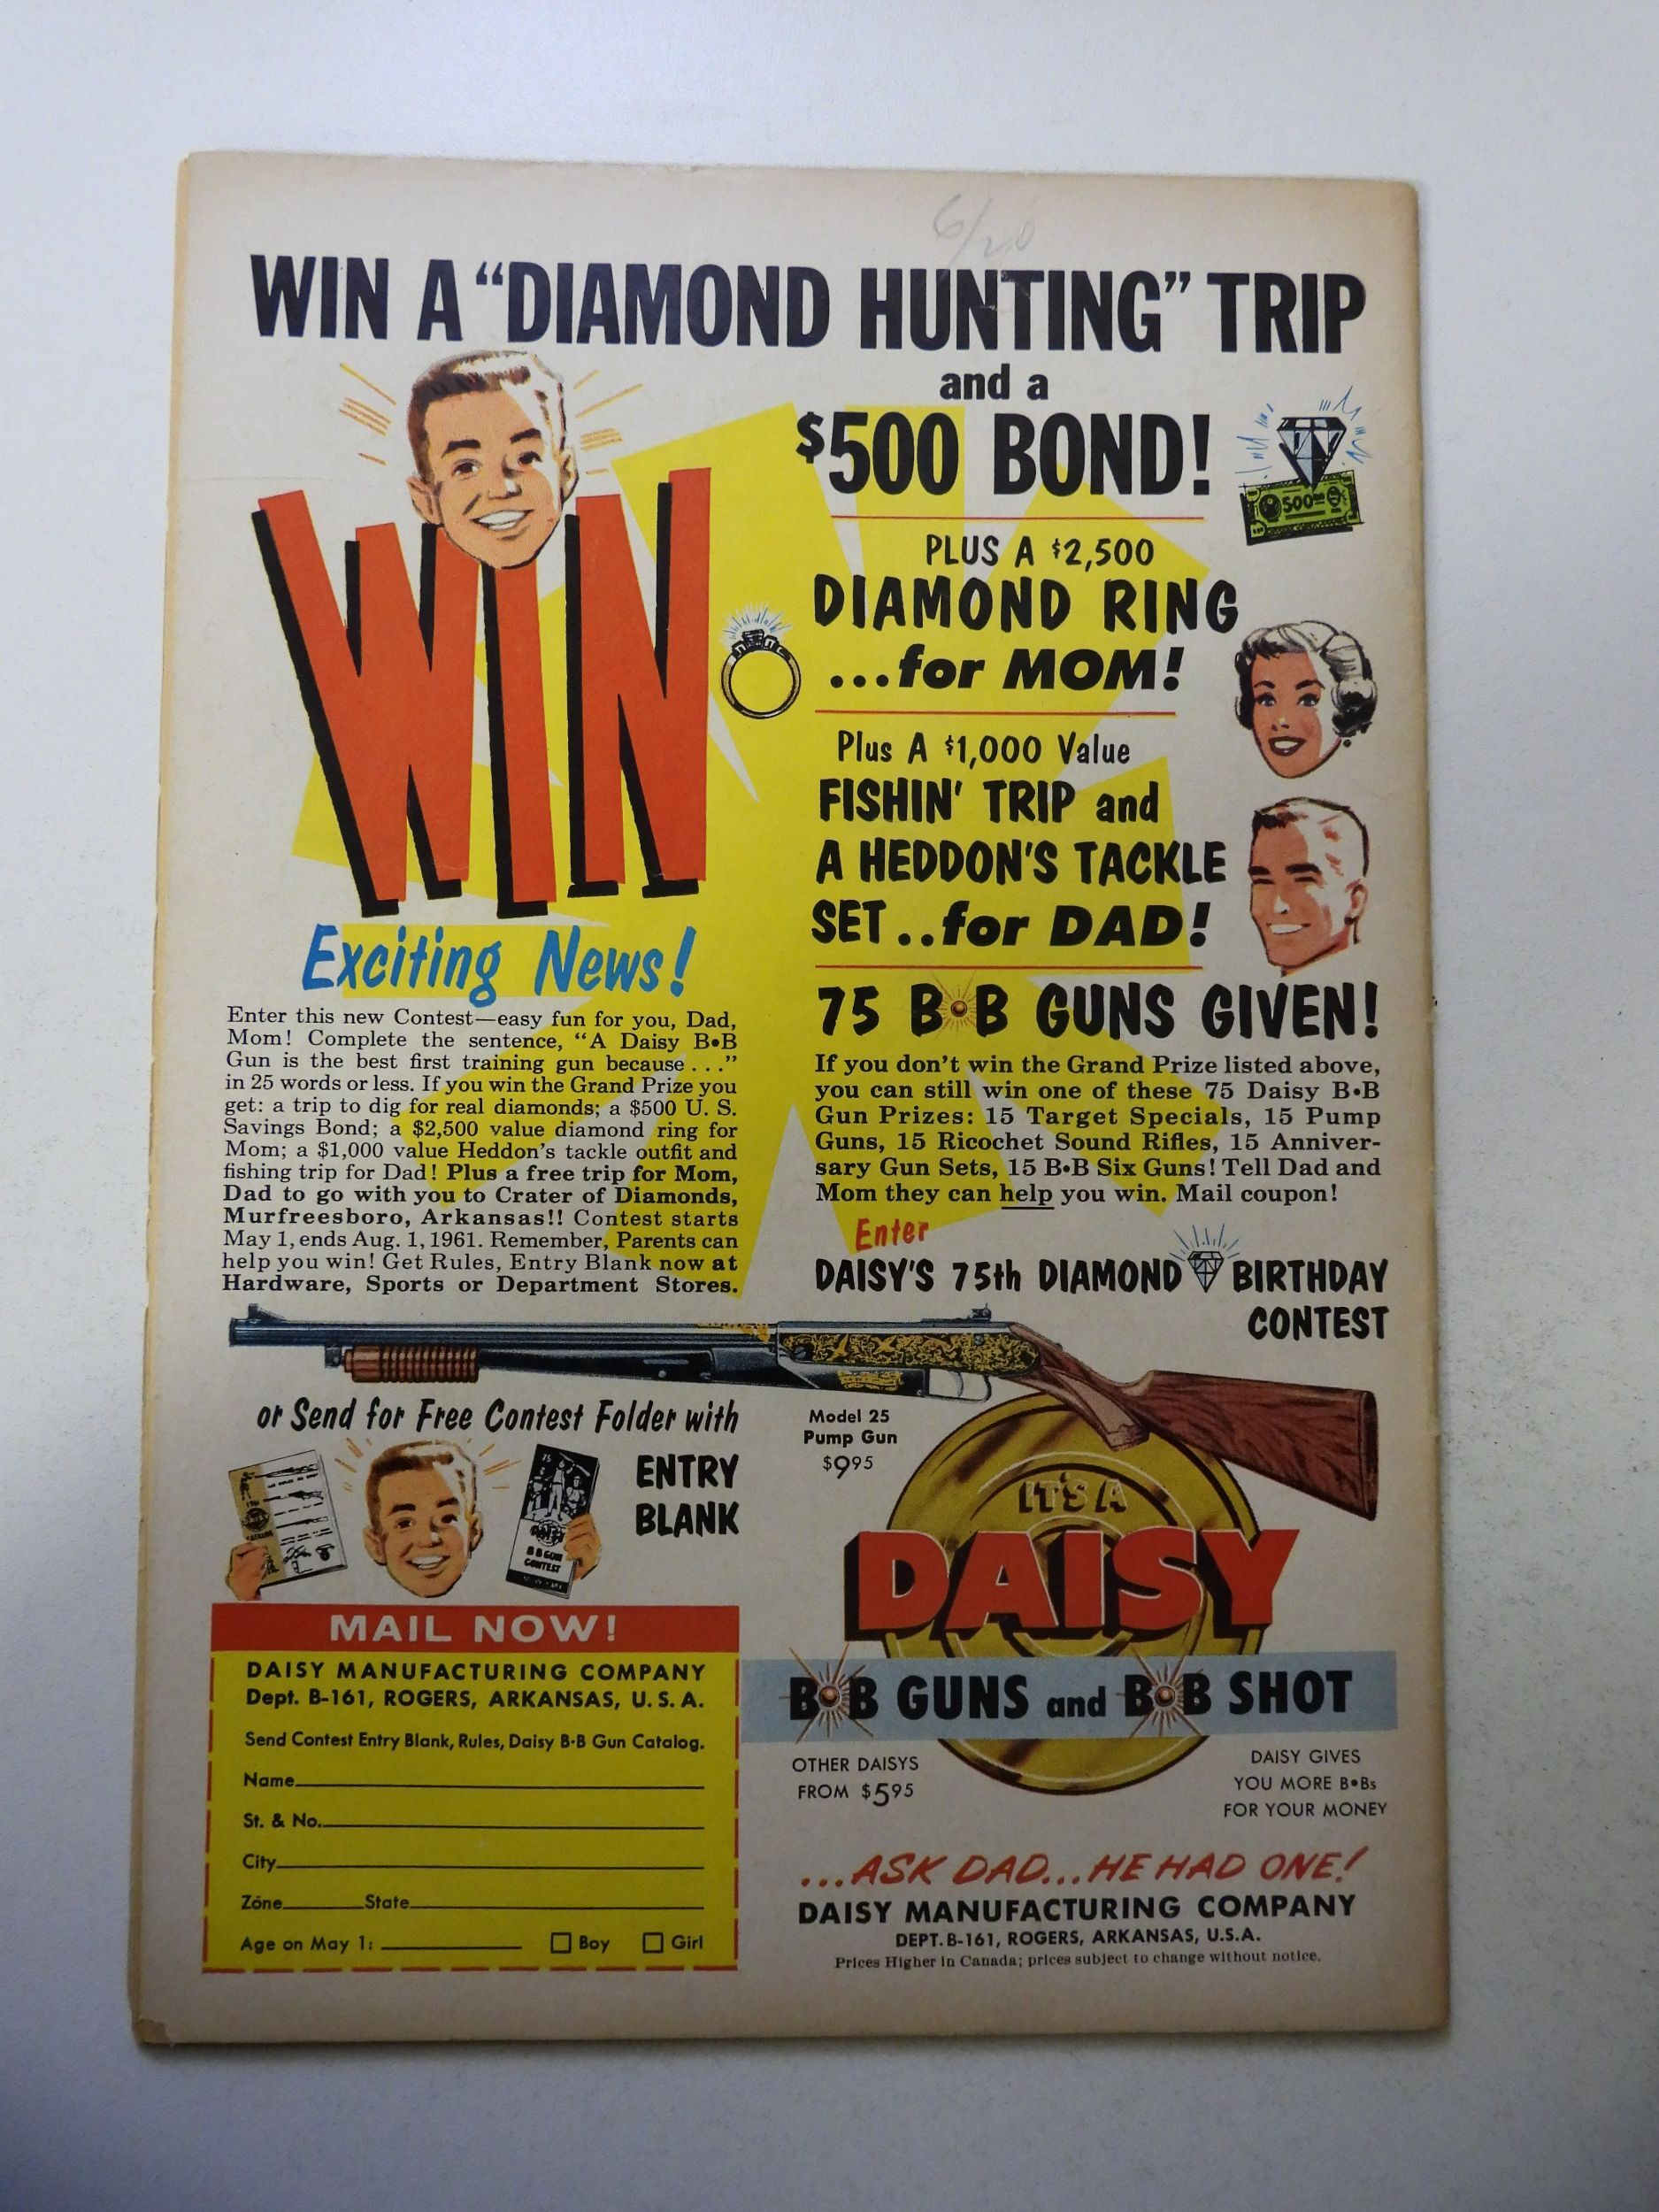 6/20
WIN A “DIAMOND HUNTING” TRIP
and a
$500 BOND!
500
WIN
PLUS A $2,500
DIAMOND RING
...for MOM!
Plus A $1,000 Value
FISHIN' TRIP and
A HEDDON'S TACKLE
SET..for DAD!
Exciting News!
Enter this new Contest—easy fun for you, Dad,
Mom! Complete the sentence, “A Daisy B•B
Gun is the best first training gun because . . .”
in 25 words or less. If you win the Grand Prize you
get: a trip to dig for real diamonds; a $500 U. S.
Savings Bond; a $2,500 value diamond ring for
Mom; a $1,000 value Heddon's tackle outfit and
fishing trip for Dad! Plus a free trip for Mom,
Dad to go with you to Crater of Diamonds,
Murfreesboro, Arkansas!! Contest starts
May 1, ends Aug. 1, 1961. Remember, Parents can
help you win! Get Rules, Entry Blank now at
Hardware, Sports or Department Stores.
75 B•B GUNS GIVEN!
If you don't win the Grand Prize listed above,
you can still win one of these 75 Daisy B•B
Gun Prizes: 15 Target Specials, 15 Pump
Guns, 15 Ricochet Sound Rifles, 15 Anniver-
sary Gun Sets, 15 B•B Six Guns! Tell Dad and
Mom they can help you win. Mail coupon!
Enter
DAISY'S 75th DIAMOND BIRTHDAY
CONTEST
or Send for Free Contest Folder with
ENTRY
BLANK
DAISY
B B GUN
CONTEST
Model 25
Pump Gun
$9.95
IT'S A
DAISY
B•B GUNS and B•B SHOT
OTHER DAISYS
FROM $5.95
DAISY GIVES
YOU MORE B•Bs
FOR YOUR MONEY
MAIL NOW!
DAISY MANUFACTURING COMPANY
Dept. B-161, ROGERS, ARKANSAS, U. S. A.
Send Contest Entry Blank, Rules, Daisy B•B Gun Catalog.
Name
St. & No.
City
Zone State
Age on May 1: Boy Girl
...ASK DAD...HE HAD ONE!
DAISY MANUFACTURING COMPANY
DEPT. B-161, ROGERS, ARKANSAS, U.S.A.
Prices Higher in Canada; prices subject to change without notice.